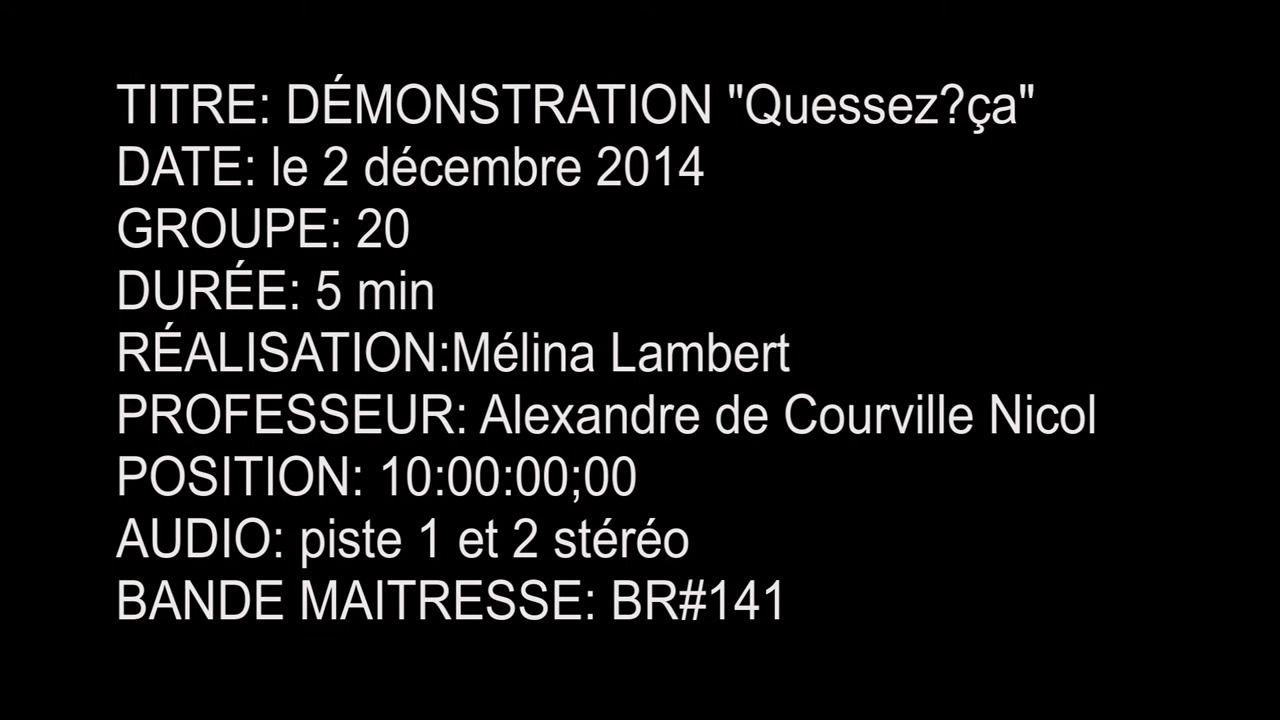 TITRE: DÉMONSTRATION "Quessez?ça"
DATE: le 2 décembre 2014
GROUPE: 20
DURÉE: 5 min
RÉALISATION:Mélina Lambert
PROFESSEUR: Alexandre de Courville Nicol
POSITION: 10:00:00;00
AUDIO: piste 1 et 2 stéréo
BANDE MAITRESSE: BR#141